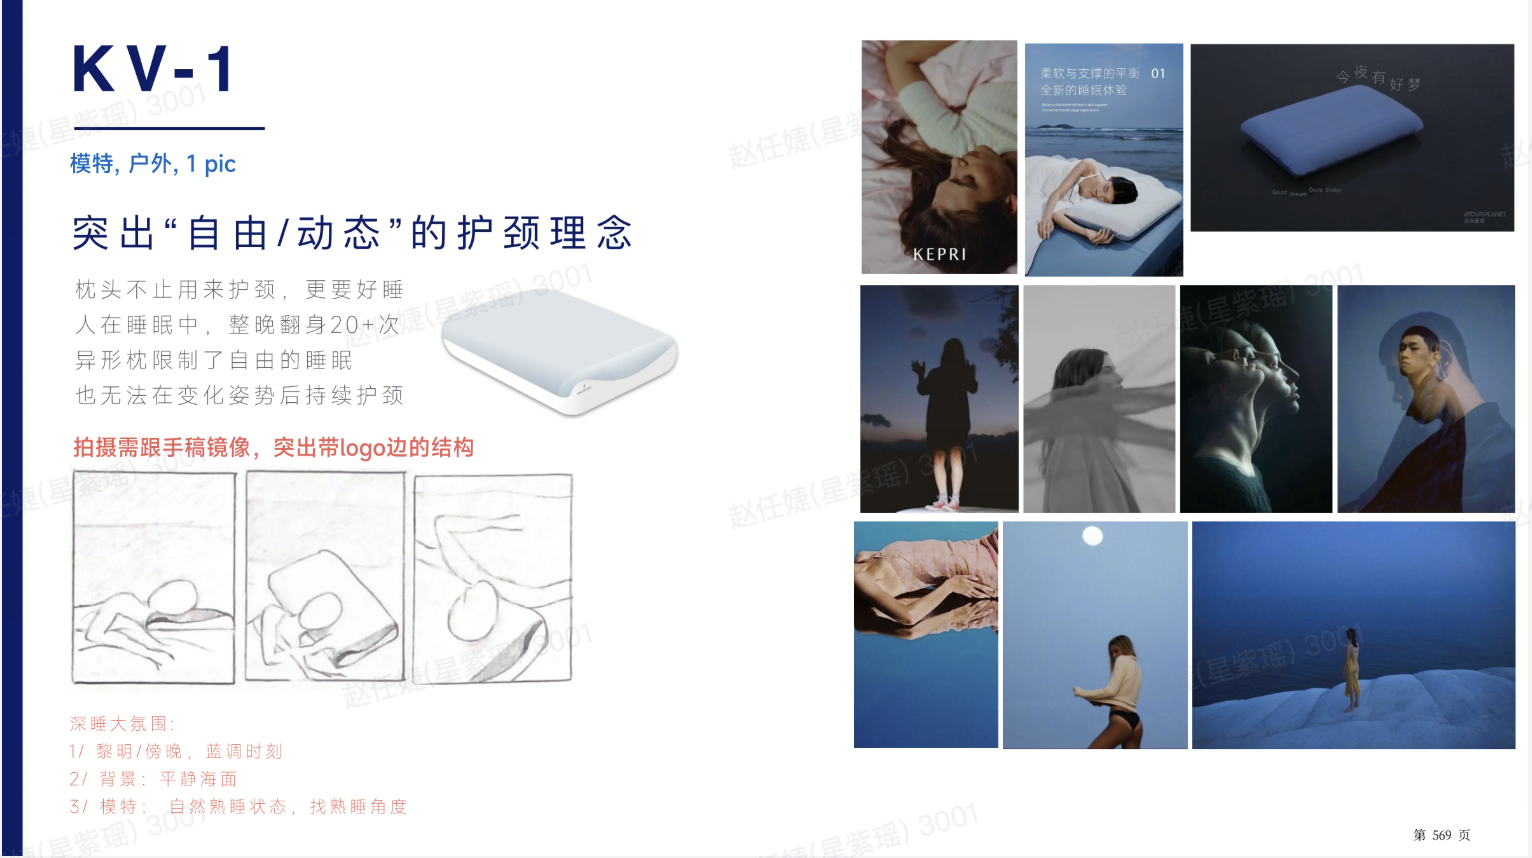 KV-1
模特, 户外, 1 pic
突出“自由/动态”的护颈理念
枕头不止用来护颈，更要好睡
人在睡眠中，整晚翻身20+次
异形枕限制了自由的睡眠
也无法在变化姿势后持续护颈
拍摄需跟手稿镜像，突出带logo边的结构
深睡大氛围：
1/ 黎明/傍晚，蓝调时刻
2/ 背景：平静海面
3/ 模特： 自然熟睡状态，找熟睡角度
KEPRI
柔软与支撑的平衡 01
全新的睡眠体验
今夜有好梦
Good Dream Deep Sleep
第 569 页
赵任婕(星紫瑶) 3001